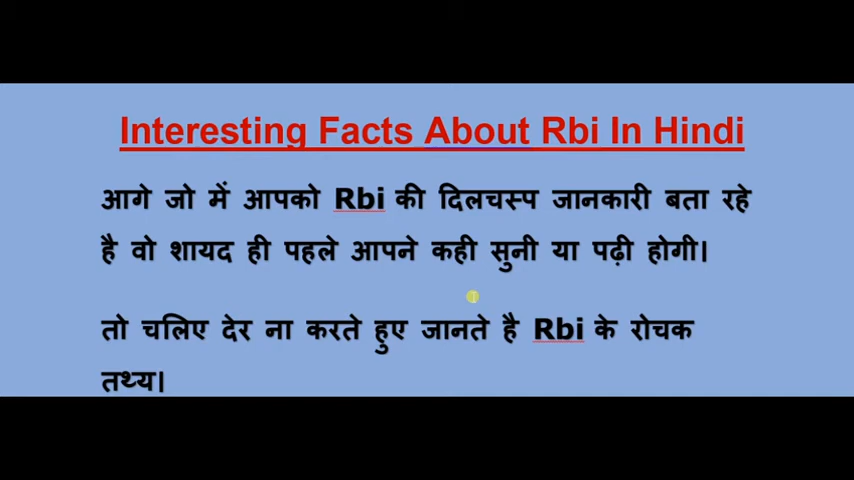 Interesting Facts About Rbi In Hindi
आगे जो में आपको Rbi की दिलचस्प जानकारी बता रहे
है वो शायद ही पहले आपने कही सुनी या पढ़ी होगी।
तो चलिए देर ना करते हुए जानते है Rbi के रोचक
तथ्य।